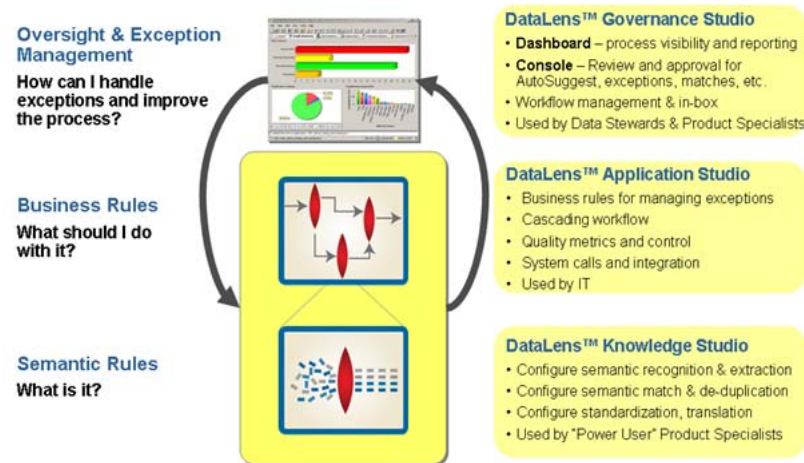 Oversight & Exception
Management
How can I handle
exceptions and improve
the process?
Business Rules
What should I do
with it?
Semantic Rules
What is it?
DataLens™ Governance Studio
• Dashboard – process visibility and reporting
• Console – Review and approval for
AutoSuggest, exceptions, matches, etc.
• Workflow management & in-box
• Used by Data Stewards & Product Specialists
DataLens™ Application Studio
• Business rules for managing exceptions
• Cascading workflow
• Quality metrics and control
• System calls and integration
• Used by IT
DataLens™ Knowledge Studio
• Configure semantic recognition & extraction
• Configure semantic match & de-duplication
• Configure standardization, translation
• Used by "Power User" Product Specialists